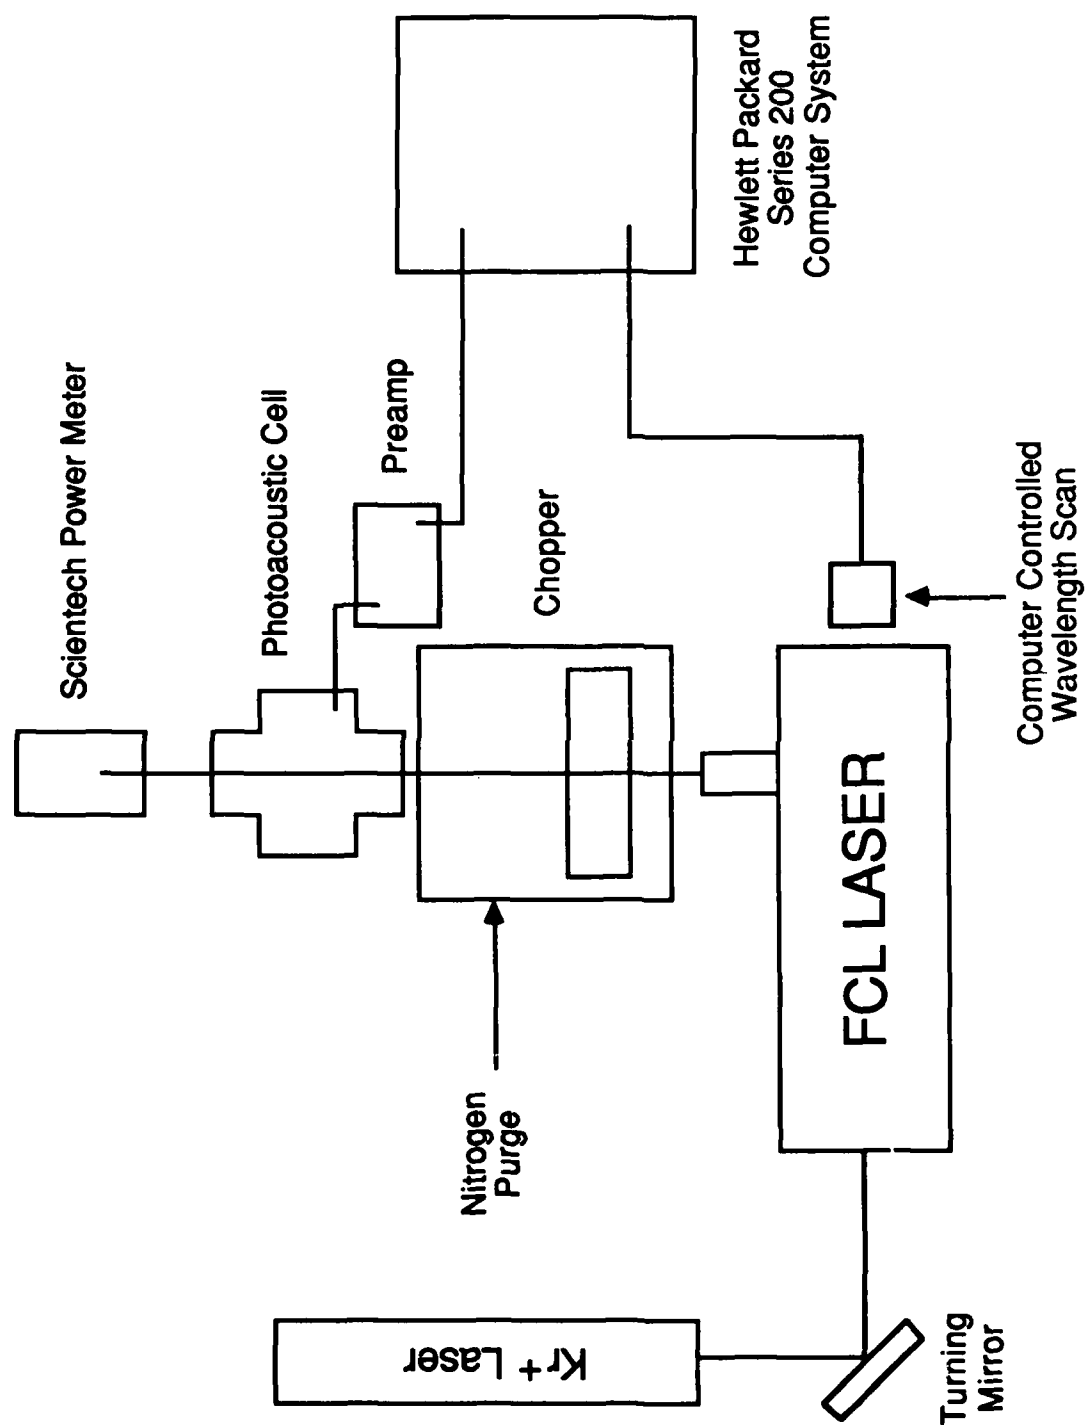 Scientech Power Meter
Photoacoustic Cell
Preamp
Chopper
Hewlett Packard
Series 200
Computer System
Nitrogen
Purge
Kr+ Laser
FCL LASER
Turning
Mirror
Computer Controlled
Wavelength Scan